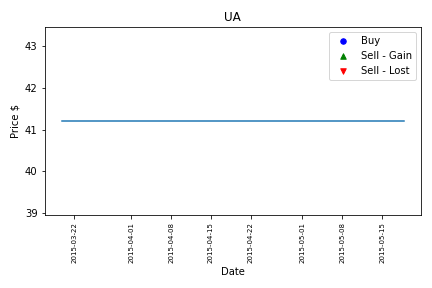 UA
Buy
Sell - Gain
Sell - Lost
Price $
43
42
41
40
39
2015-03-22
2015-04-01
2015-04-08
2015-04-15
2015-04-22
2015-05-01
2015-05-08
2015-05-15
Date